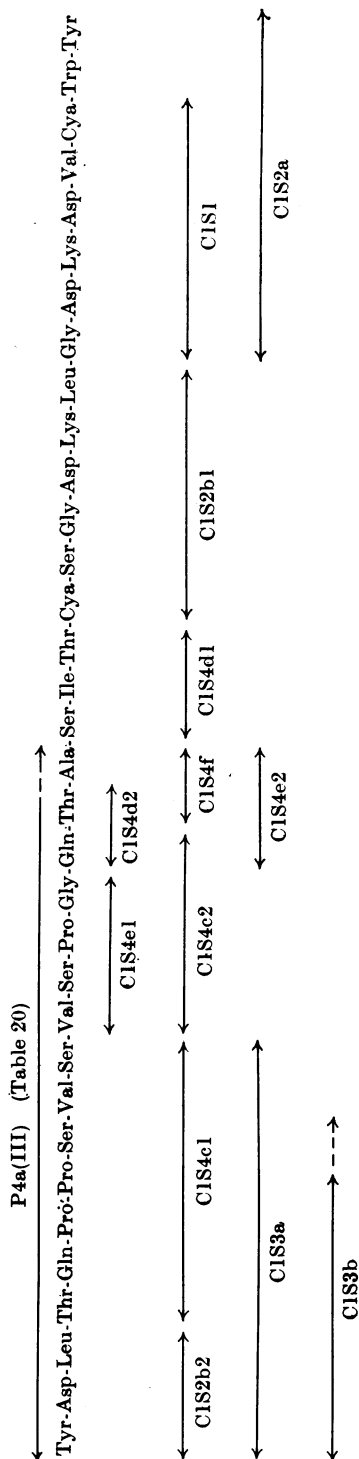 P4a(III) (Table 20)
Tyr-Asp-Leu-Thr-Gln-Pro-Pro-Ser-Val-Ser-Val-Ser-Pro-Gly-Gln-Thr-Ala-Ser-Ile-Thr-Cya-Ser-Gly-Asp-Lys-Leu-Gly-Asp-Lys-Asp-Val-Cya-Trp-Tyr
C1S4e1 C1S4d2
C1S2b2 C1S4c1 C1S4c2 C1S4f C1S4d1 C1S2b1 C1S1
C1S3a C1S4e2 C1S2a
C1S3b